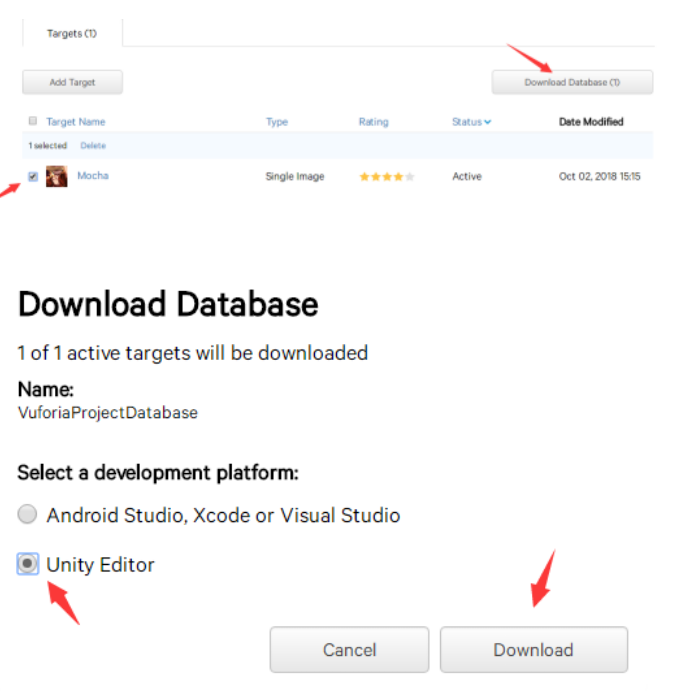 Targets (1)
Add Target
Download Database (1)
Target Name Type Rating Status Date Modified
1 selected Delete
Mocha Single Image Active Oct 02, 2018 15:15
Download Database
1 of 1 active targets will be downloaded
Name:
VuforiaProjectDatabase
Select a development platform:
Android Studio, Xcode or Visual Studio
Unity Editor
Cancel Download